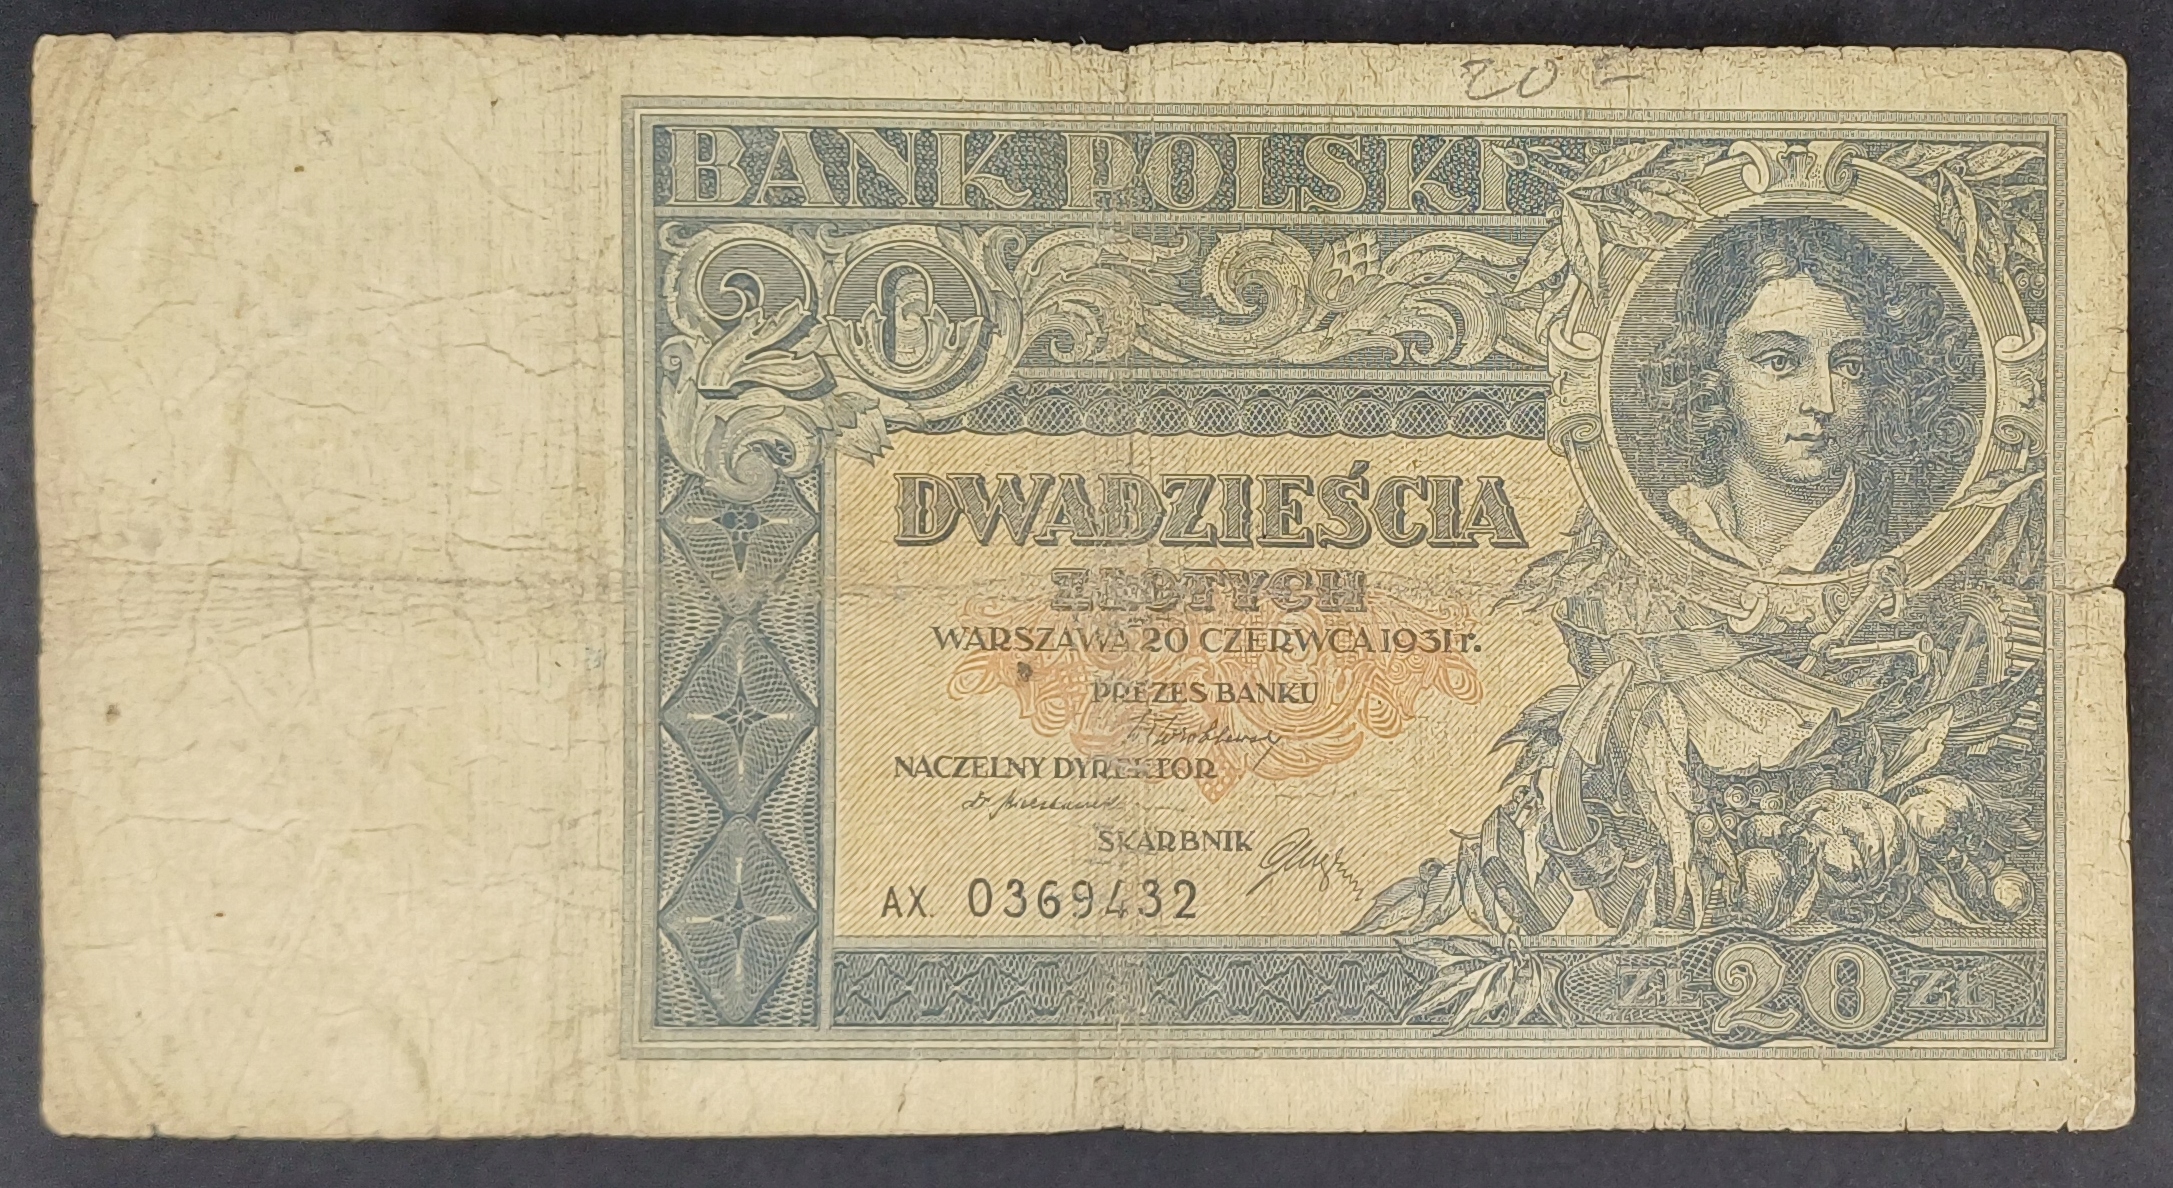 20 =
BANK POLSKI
20
DWADZIEŚCIA
ZŁOTYCH
WARSZAWA 20 CZERWCA 1931 r.
PREZES BANKU
NACZELNY DYREKTOR
SKARBNIK
AX. 0369432
ZŁ 20 ZŁ